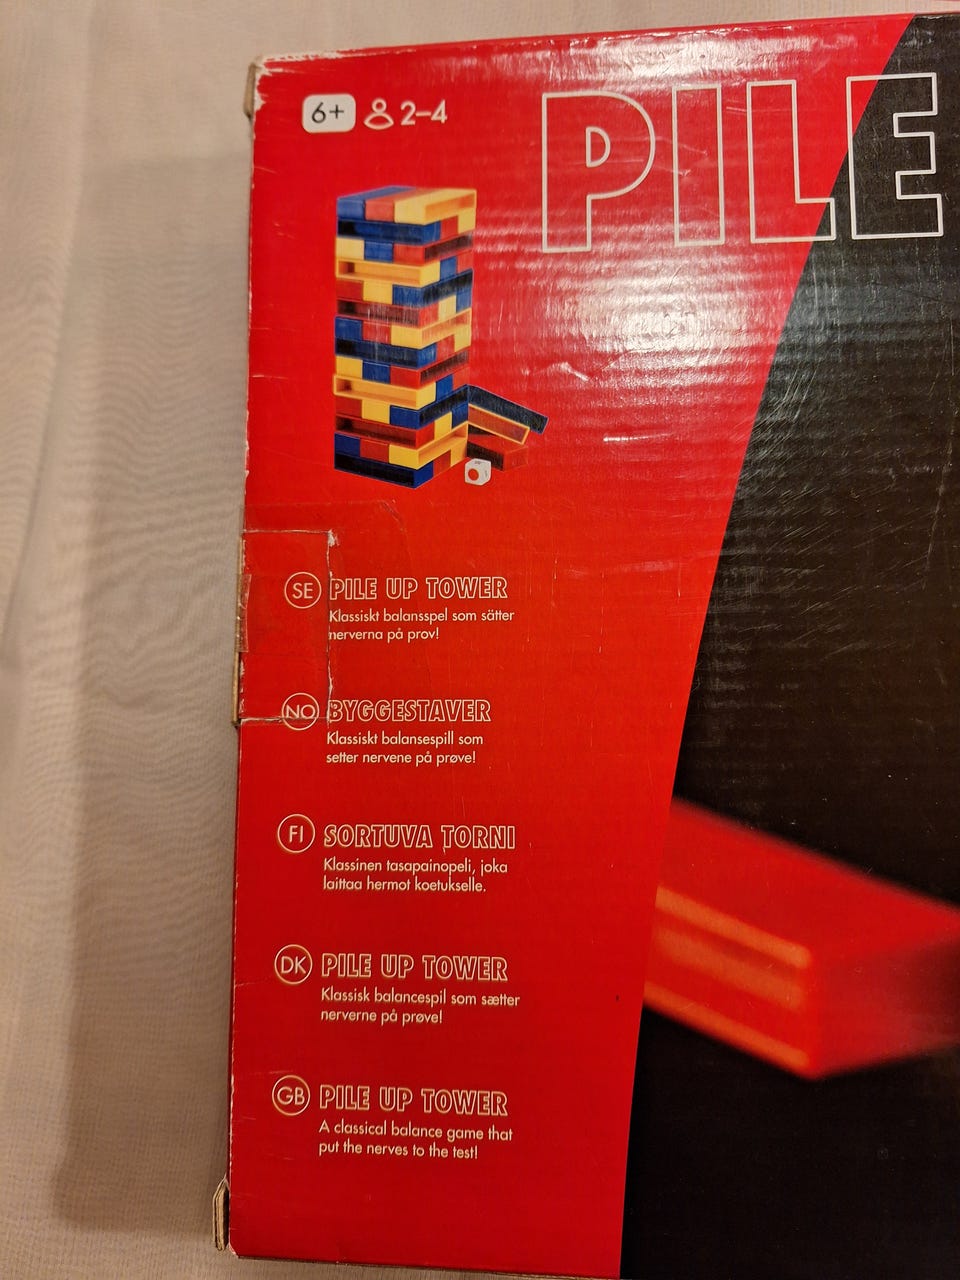 6+ 2–4
PILE
SE PILE UP TOWER
Klassiskt balansspel som sätter
nerverna på prov!
NO BYGGESTAVER
Klassiskt balansespill som
setter nervene på prøve!
FI SORTUVA TORNI
Klassinen tasapainopeli, joka
laittaa hermot koetukselle.
DK PILE UP TOWER
Klassisk balancespil som sætter
nerverne på prøve!
GB PILE UP TOWER
A classical balance game that
put the nerves to the test!